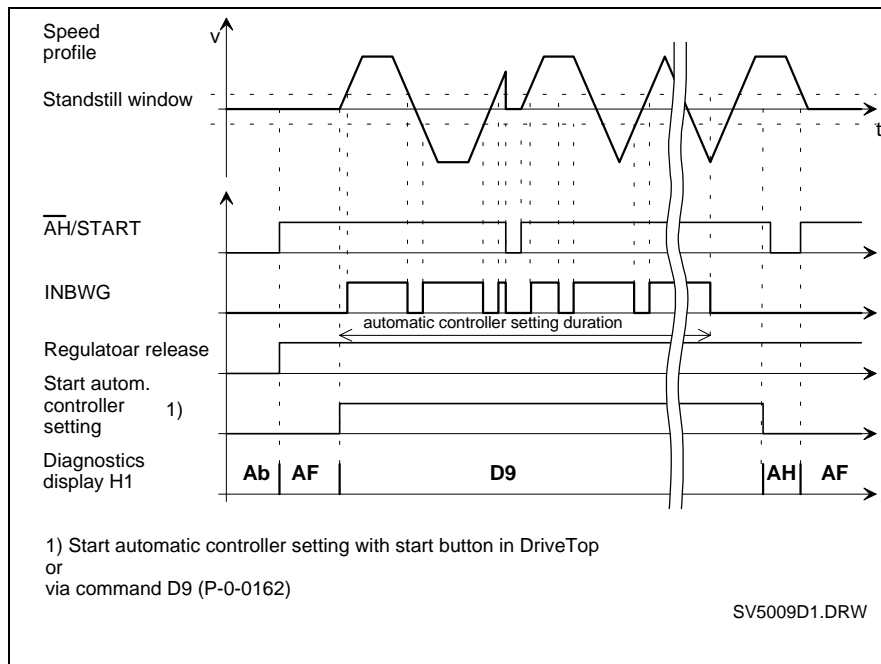 Speed
profile
v
Standstill window
t
AH/START
INBWG
automatic controller setting duration
Regulatoar release
Start autom.
controller 1)
setting
Diagnostics
display H1
Ab AF D9 AH AF
1) Start automatic controller setting with start button in DriveTop
or
via command D9 (P-0-0162)
SV5009D1.DRW